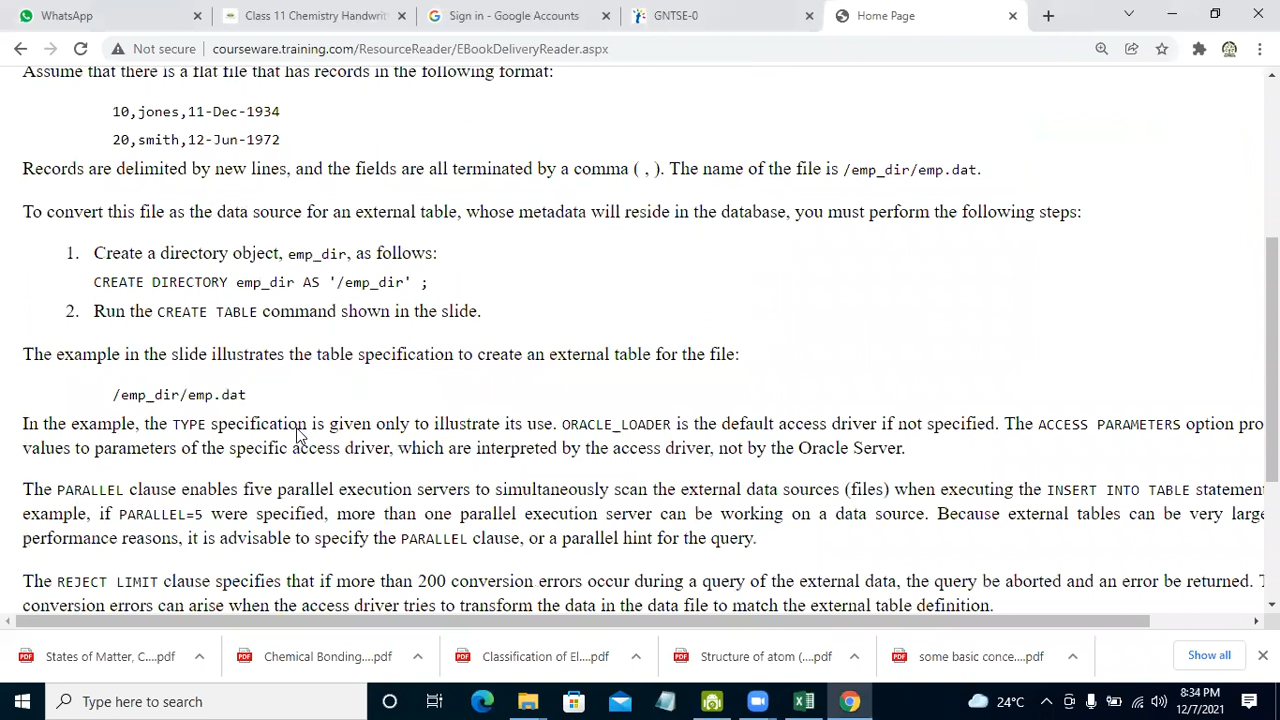 WhatsApp
Class 11 Chemistry Handwrit
Sign in - Google Accounts
GNTSE-0
Home Page
Not secure
courseware.training.com/ResourceReader/EBookDeliveryReader.aspx
Assume that there is a flat file that has records in the following format:
10,jones,11-Dec-1934
20,smith,12-Jun-1972
Records are delimited by new lines, and the fields are all terminated by a comma ( , ). The name of the file is /emp_dir/emp.dat.
To convert this file as the data source for an external table, whose metadata will reside in the database, you must perform the following steps:
1. Create a directory object, emp_dir, as follows:
CREATE DIRECTORY emp_dir AS '/emp_dir' ;
2. Run the CREATE TABLE command shown in the slide.
The example in the slide illustrates the table specification to create an external table for the file:
/emp_dir/emp.dat
In the example, the TYPE specification is given only to illustrate its use. ORACLE_LOADER is the default access driver if not specified. The ACCESS PARAMETERS option pro
values to parameters of the specific access driver, which are interpreted by the access driver, not by the Oracle Server.
The PARALLEL clause enables five parallel execution servers to simultaneously scan the external data sources (files) when executing the INSERT INTO TABLE statement
example, if PARALLEL=5 were specified, more than one parallel execution server can be working on a data source. Because external tables can be very large
performance reasons, it is advisable to specify the PARALLEL clause, or a parallel hint for the query.
The REJECT LIMIT clause specifies that if more than 200 conversion errors occur during a query of the external data, the query be aborted and an error be returned. T
conversion errors can arise when the access driver tries to transform the data in the data file to match the external table definition.
States of Matter, C....pdf
Chemical Bonding....pdf
Classification of El....pdf
Structure of atom (....pdf
some basic conce....pdf
Show all
Type here to search
24°C
8:34 PM
12/7/2021